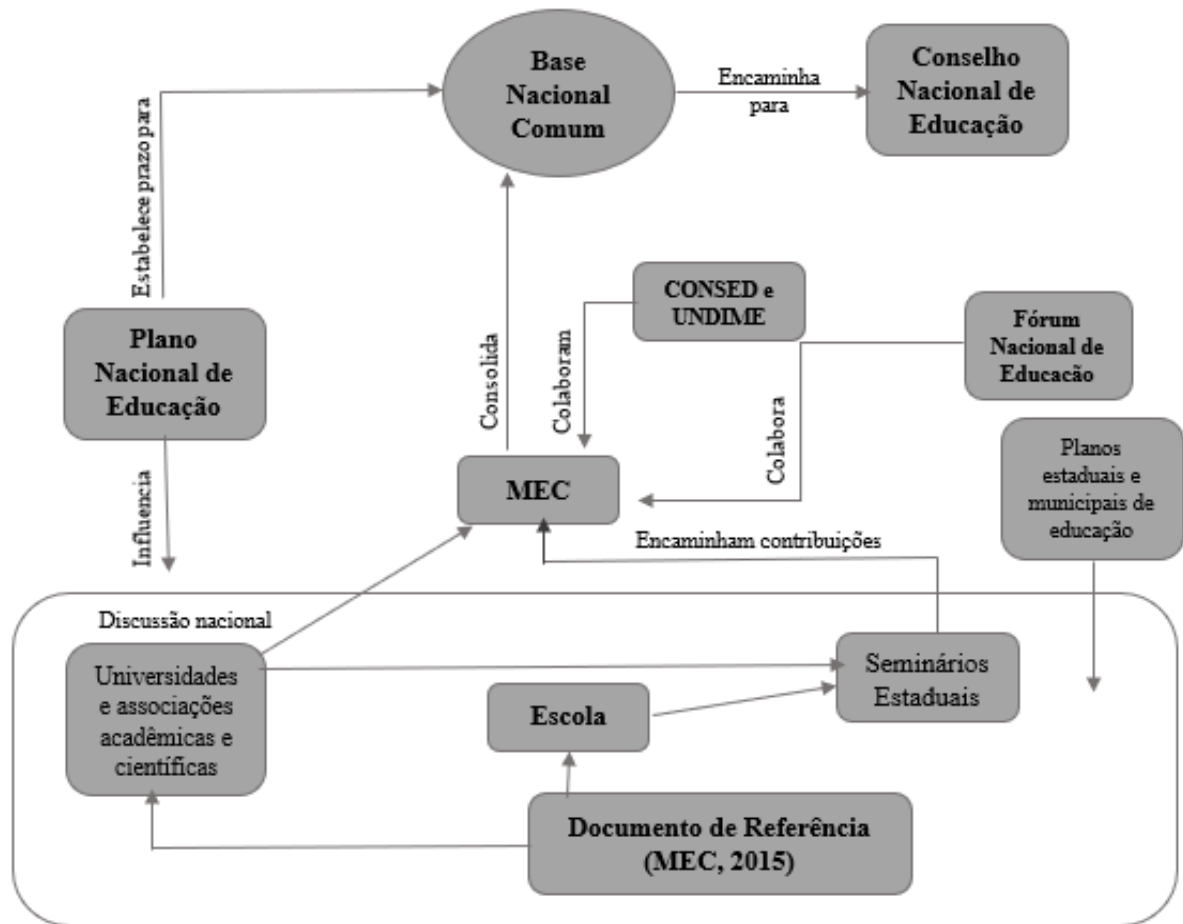 Base
Nacional
Comum
Encaminha
para
Conselho
Nacional de
Educação
Estabelece prazo para
Plano
Nacional de
Educação
Consolida
CONSED e
UNDIME
Colaboram
Fórum
Nacional de
Educacão
Colabora
MEC
Planos
estaduais e
municipais de
educação
Influencia
Encaminham contribuições
Discussão nacional
Universidades
e associações
acadêmicas e
científicas
Escola
Seminários
Estaduais
Documento de Referência
(MEC, 2015)